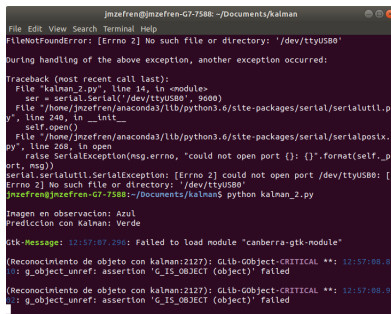 jmzefren@jmzefren-G7-7588: ~/Documents/kalman
File Edit View Search Terminal Help
FileNotFoundError: [Errno 2] No such file or directory: '/dev/ttyUSB0'
During handling of the above exception, another exception occurred:
Traceback (most recent call last):
File "kalman_2.py", line 14, in <module>
ser = serial.Serial('/dev/ttyUSB0', 9600)
File "/home/jmzefren/anaconda3/lib/python3.6/site-packages/serial/serialutil.p
y", line 240, in __init__
self.open()
File "/home/jmzefren/anaconda3/lib/python3.6/site-packages/serial/serialposix.
py", line 268, in open
raise SerialException(msg.errno, "could not open port {}: {}".format(self._p
ort, msg))
serial.serialutil.SerialException: [Errno 2] could not open port /dev/ttyUSB0: [
Errno 2] No such file or directory: '/dev/ttyUSB0'
jmzefren@jmzefren-G7-7588:~/Documents/kalman$ python kalman_2.py
Imagen en observacion: Azul
Prediccion con Kalman: Verde
Gtk-Message: 12:57:07.296: Failed to load module "canberra-gtk-module"
(Reconocimiento de objeto con kalman:2127): GLib-GObject-CRITICAL **: 12:57:08.8
10: g_object_unref: assertion 'G_IS_OBJECT (object)' failed
(Reconocimiento de objeto con kalman:2127): GLib-GObject-CRITICAL **: 12:57:08.9
: g_object_unref: assertion 'G_IS_OBJECT (object)' failed